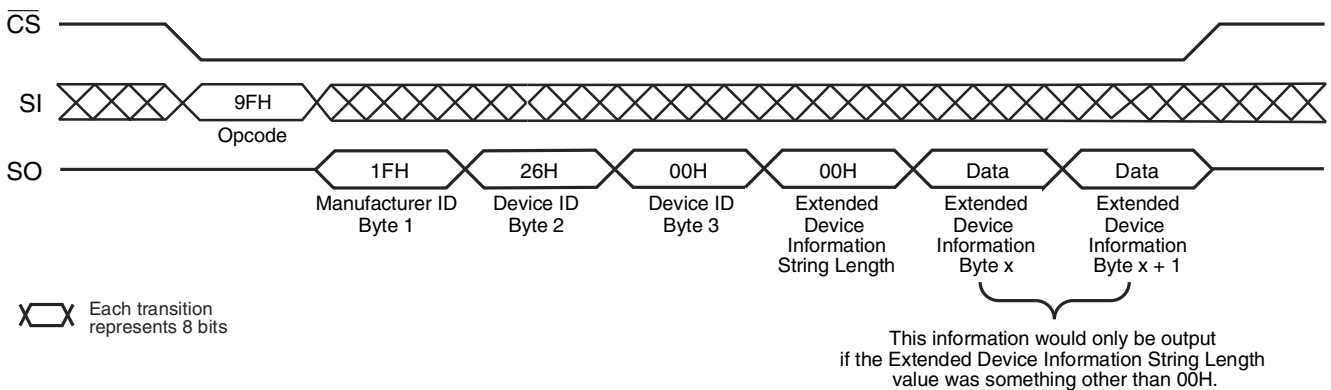 CS
SI
9FH
Opcode
SO
1FH
26H
00H
00H
Data
Data
Manufacturer ID
Byte 1
Device ID
Byte 2
Device ID
Byte 3
Extended
Device
Information
String Length
Extended
Device
Information
Byte x
Extended
Device
Information
Byte x + 1
Each transition
represents 8 bits
This information would only be output
if the Extended Device Information String Length
value was something other than 00H.